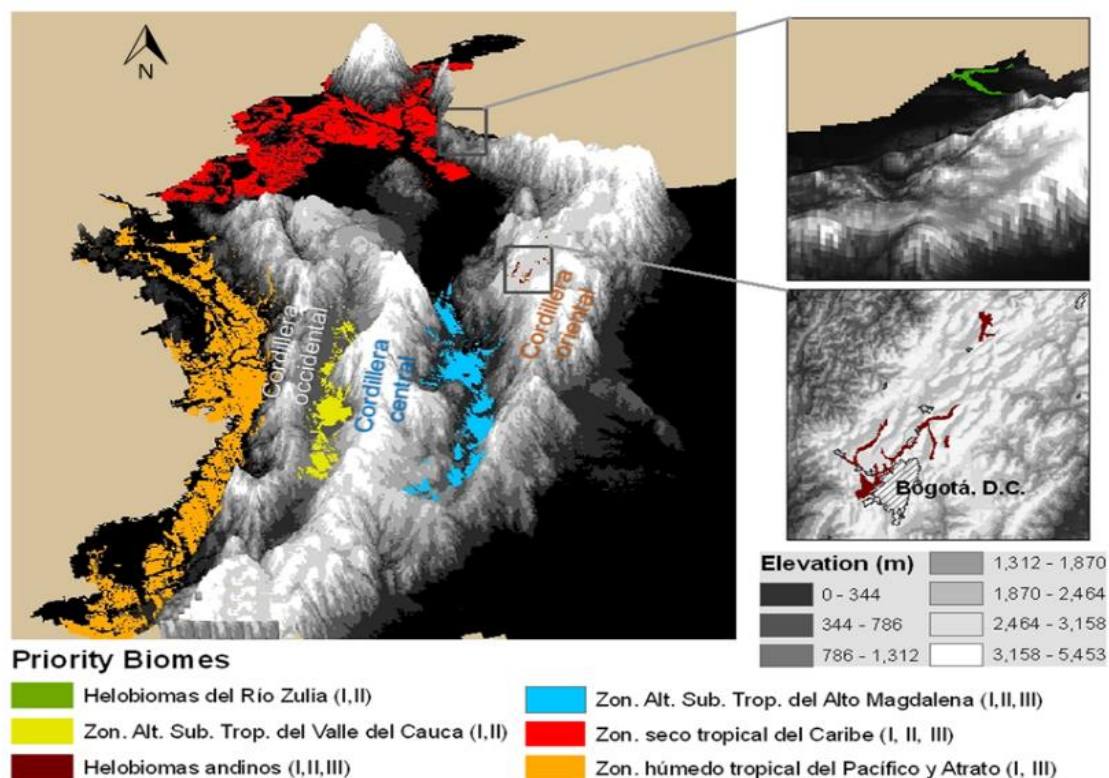 N
Cordillera
occidental
Cordillera
central
Cordillera
oriental
Bogotá, D.C.
Elevation (m)
0 - 344
344 - 786
786 - 1,312
1,312 - 1,870
1,870 - 2,464
2,464 - 3,158
3,158 - 5,453
Priority Biomes
Helobiomas del Río Zulia (I,II)
Zon. Alt. Sub. Trop. del Valle del Cauca (I,II)
Helobiomas andinos (I,II,III)
Zon. Alt. Sub. Trop. del Alto Magdalena (I,II,III)
Zon. seco tropical del Caribe (I, II, III)
Zon. húmedo tropical del Pacífico y Atrato (I, III)